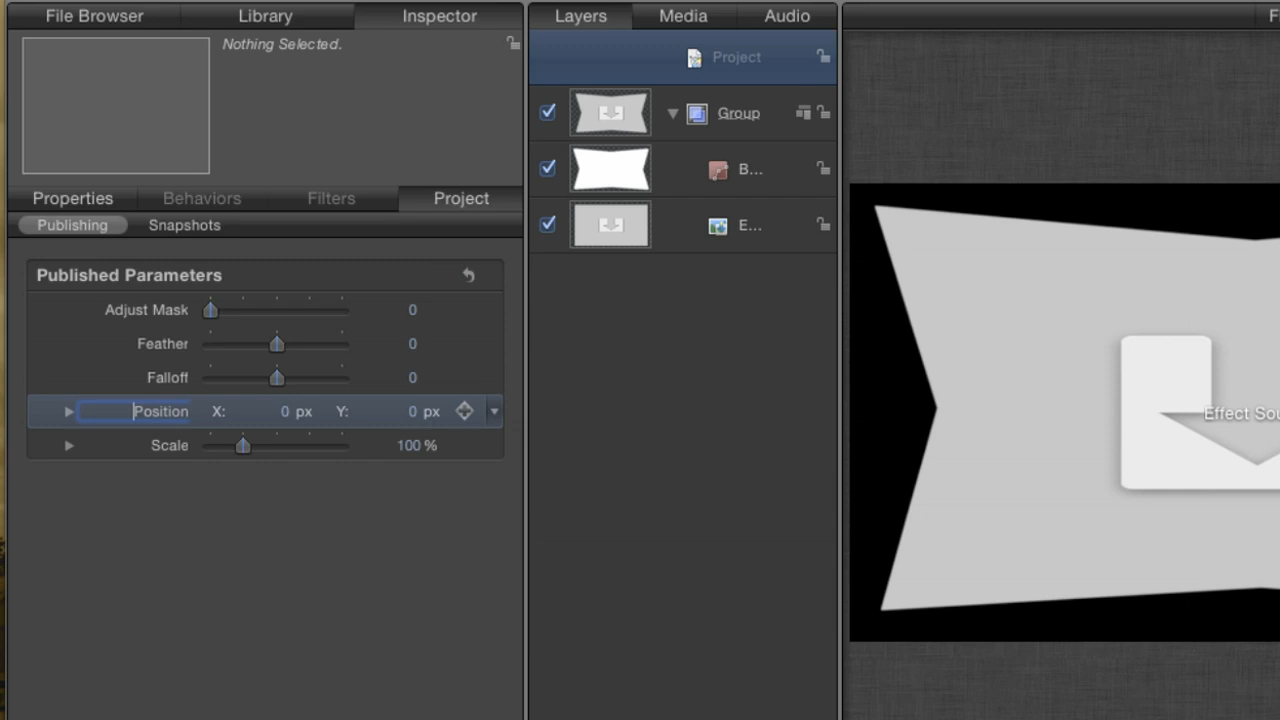 File Browser Library Inspector
Nothing Selected.
Properties Behaviors Filters Project
Publishing Snapshots
Published Parameters
Adjust Mask 0
Feather 0
Falloff 0
Position X: 0 px Y: 0 px
Scale 100 %
Layers Media Audio
Project
Group
B...
E...
F
Effect Sou